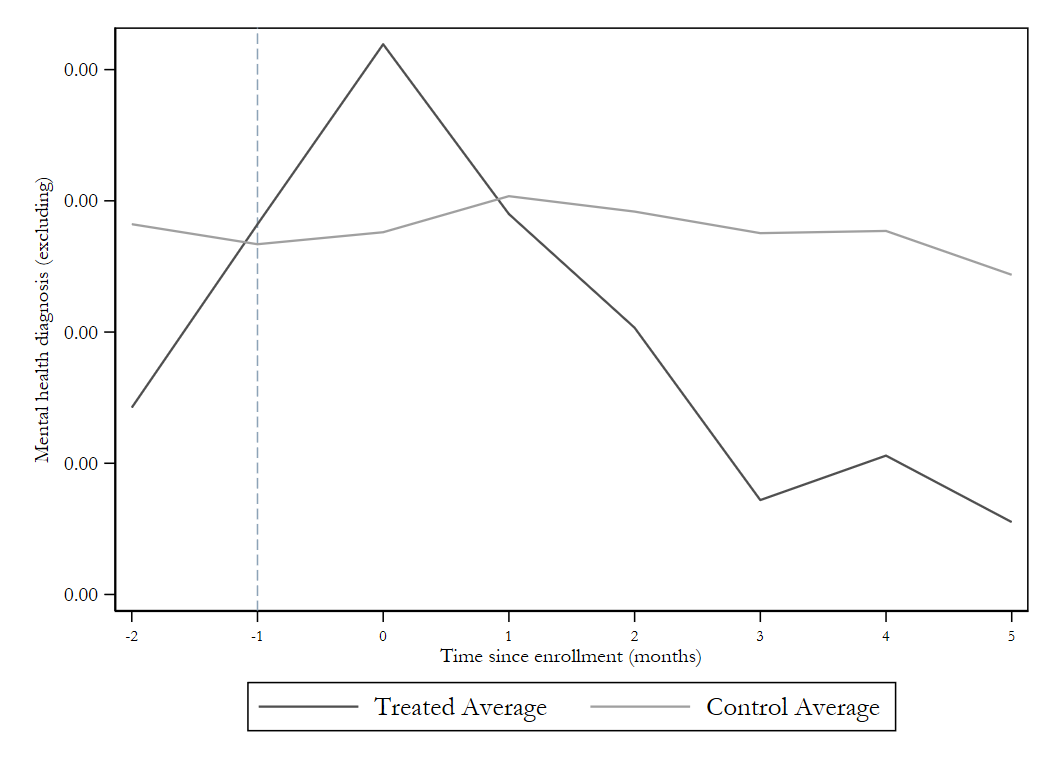 0.00
0.00
0.00
0.00
0.00
Mental health diagnosis (excluding)
-2 -1 0 1 2 3 4 5
Time since enrollment (months)
Treated Average Control Average